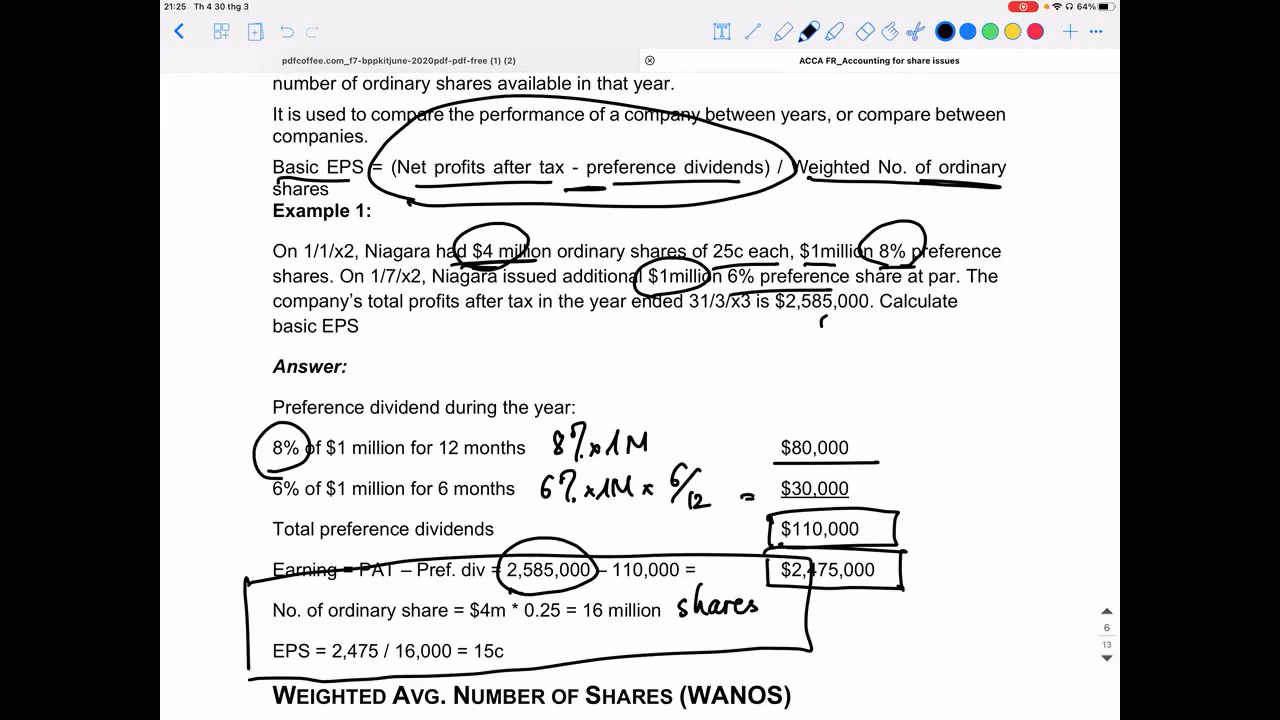 21:25 Th 4 30 thg 3
64%
T
pdfcoffee.com_f7-bppkitjune-2020pdf-pdf-free (1) (2)
ACCA FR_Accounting for share issues
number of ordinary shares available in that year.
It is used to compare the performance of a company between years, or compare between
companies.
Basic EPS = (Net profits after tax - preference dividends) / Weighted No. of ordinary
shares
Example 1:
On 1/1/x2, Niagara had $4 million ordinary shares of 25c each, $1million 8% preference
shares. On 1/7/x2, Niagara issued additional $1million 6% preference share at par. The
company's total profits after tax in the year ended 31/3/x3 is $2,585,000. Calculate
basic EPS
Answer:
Preference dividend during the year:
8% of $1 million for 12 months 8% x 1M $80,000
6% of $1 million for 6 months 6% x 1M x 6/12 = $30,000
Total preference dividends $110,000
Earning = PAT – Pref. div = 2,585,000 – 110,000 = $2,475,000
No. of ordinary share = $4m * 0.25 = 16 million shares
EPS = 2,475 / 16,000 = 15c
6
13
WEIGHTED AVG. NUMBER OF SHARES (WANOS)